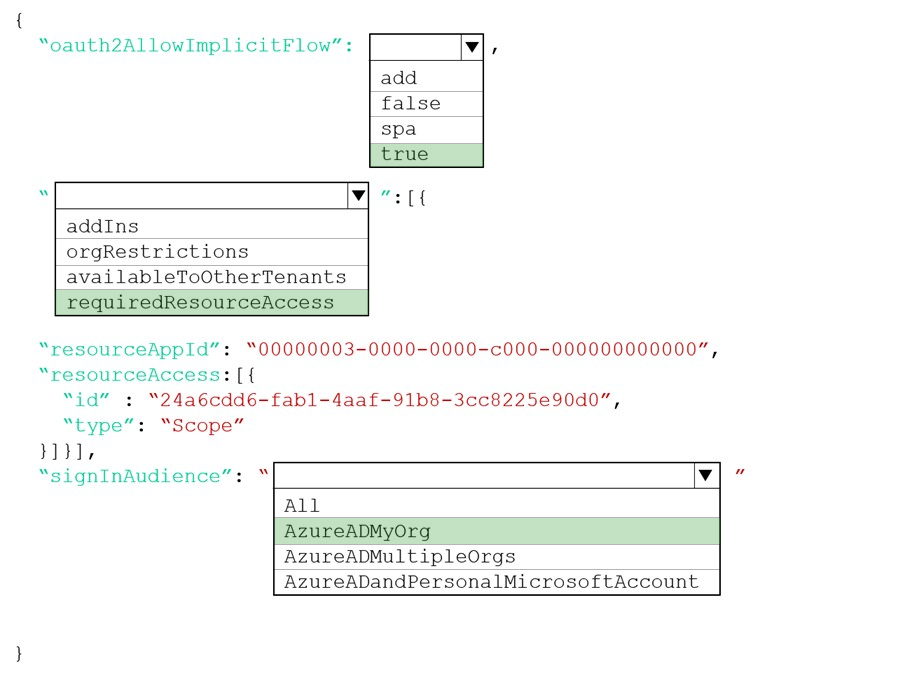 {
“oauth2AllowImplicitFlow”: ▼ ,
add
false
spa
true
“ ▼ ”:[{
addIns
orgRestrictions
availableToOtherTenants
requiredResourceAccess
“resourceAppId”: “00000003-0000-0000-c000-000000000000”,
“resourceAccess:[{
“id” : “24a6cdd6-fab1-4aaf-91b8-3cc8225e90d0”,
“type”: “Scope”
}]}],
“signInAudience”: “ ▼ ”
All
AzureADMyOrg
AzureADMultipleOrgs
AzureADandPersonalMicrosoftAccount
}